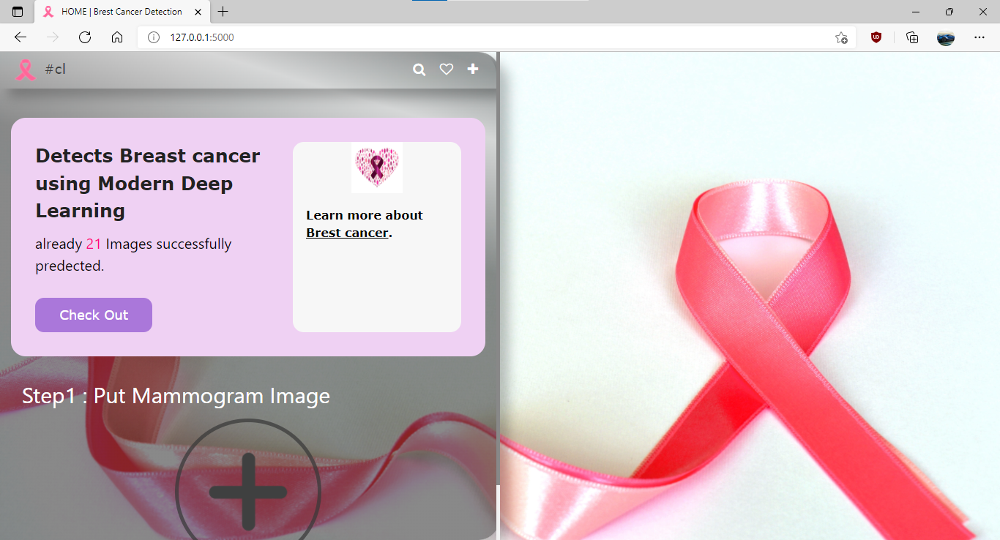 HOME | Brest Cancer Detection
127.0.0.1:5000
#cl
Detects Breast cancer
using Modern Deep
Learning
already 21 Images successfully
predected.
Check Out
Learn more about
Brest cancer.
Step1 : Put Mammogram Image